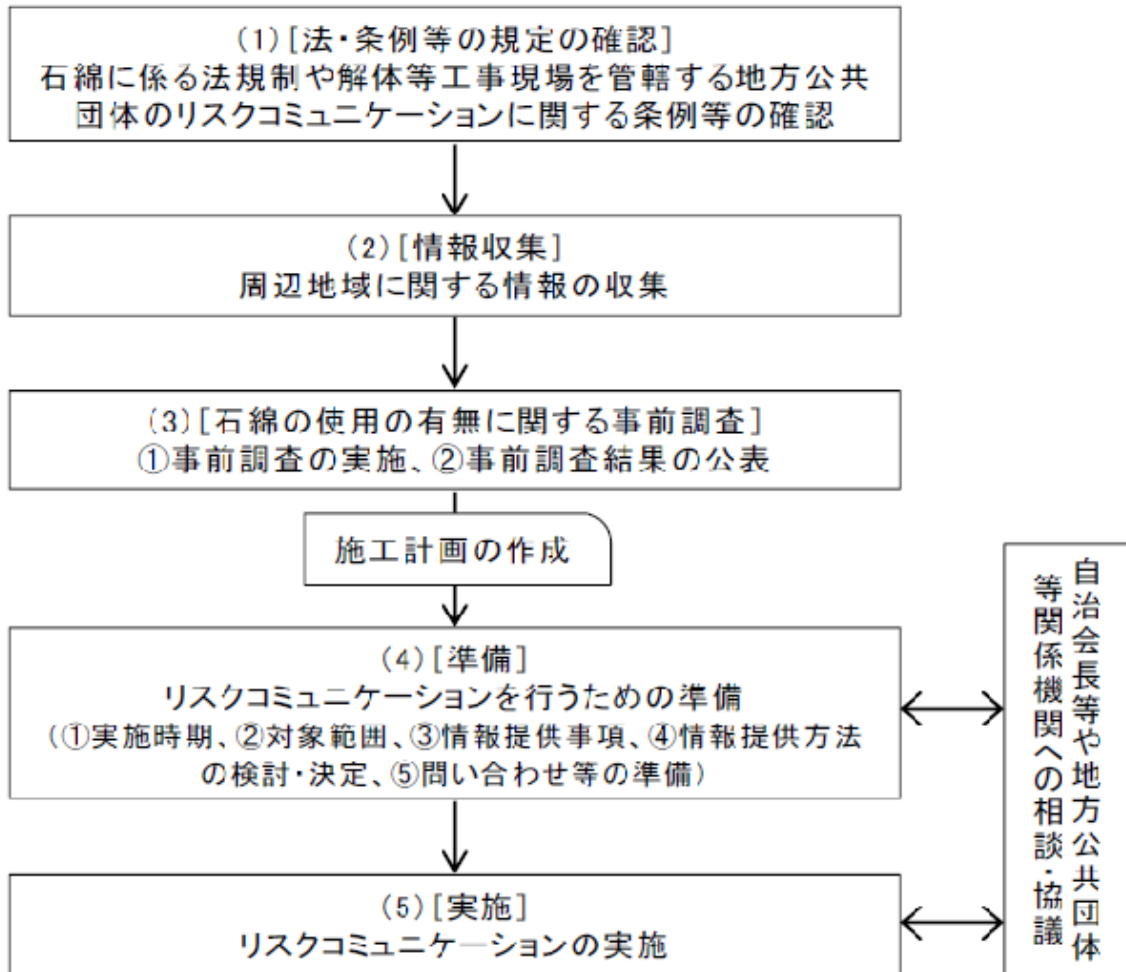 (1)[法・条例等の規定の確認]
石綿に係る法規制や解体等工事現場を管轄する地方公共
団体のリスクコミュニケーションに関する条例等の確認
(2)[情報収集]
周辺地域に関する情報の収集
(3)[石綿の使用の有無に関する事前調査]
①事前調査の実施、②事前調査結果の公表
施工計画の作成
(4)[準備]
リスクコミュニケーションを行うための準備
(①実施時期、②対象範囲、③情報提供事項、④情報提供方法
の検討・決定、⑤問い合わせ等の準備)
(5)[実施]
リスクコミュニケーションの実施
自治会長等や地方公共団体
等関係機関への相談・協議